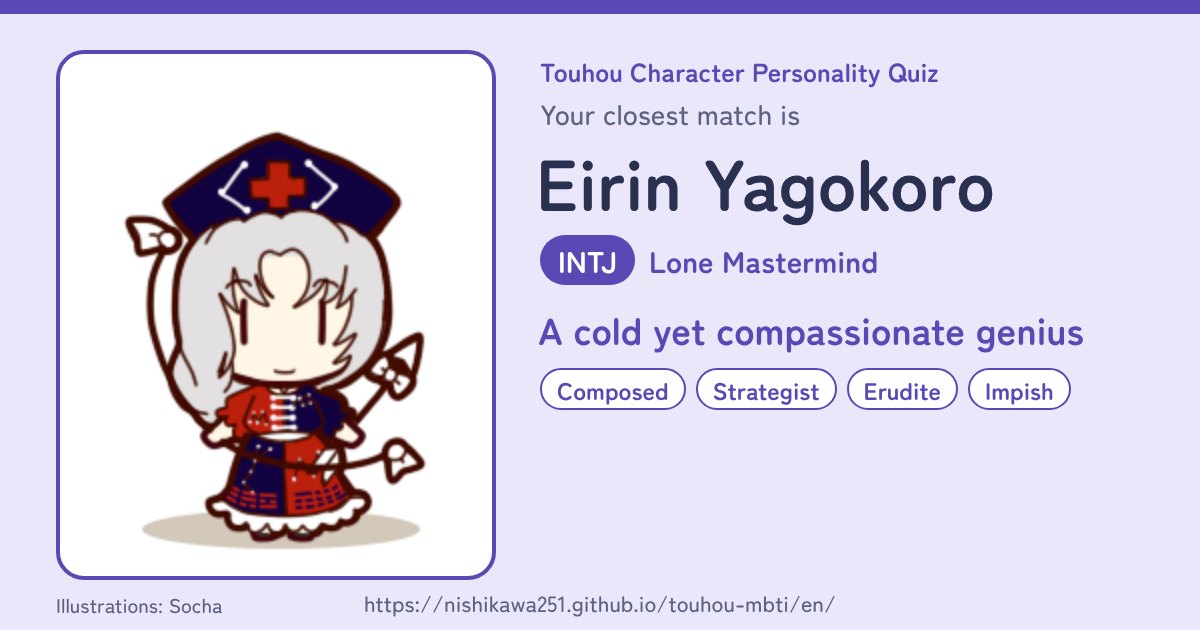 Touhou Character Personality Quiz
Your closest match is
Eirin Yagokoro
INTJ Lone Mastermind
A cold yet compassionate genius
Composed Strategist Erudite Impish
Illustrations: Socha https://nishikawa251.github.io/touhou-mbti/en/